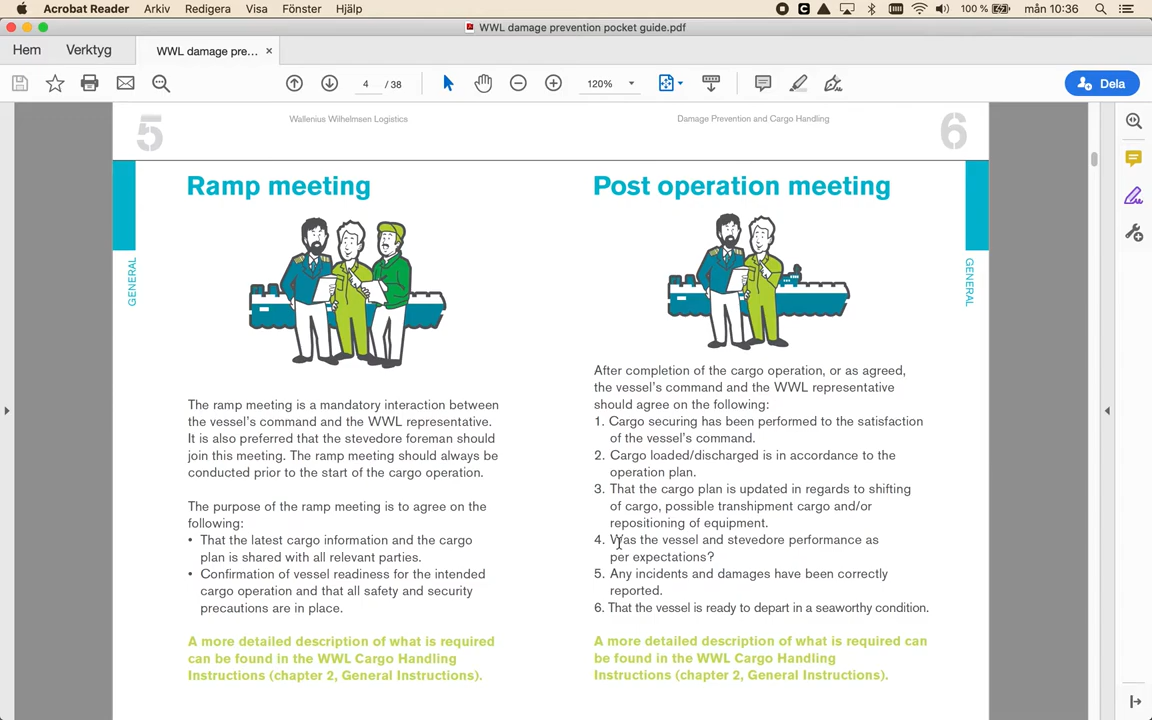 Acrobat Reader Arkiv Redigera Visa Fönster Hjälp 100 % mån 10:36
WWL damage prevention pocket guide.pdf
Hem Verktyg WWL damage pre... ×
4 / 38 120% Dela
5 Wallenius Wilhelmsen Logistics
Damage Prevention and Cargo Handling 6
Ramp meeting
GENERAL
The ramp meeting is a mandatory interaction between
the vessel's command and the WWL representative.
It is also preferred that the stevedore foreman should
join this meeting. The ramp meeting should always be
conducted prior to the start of the cargo operation.
The purpose of the ramp meeting is to agree on the
following:
• That the latest cargo information and the cargo
plan is shared with all relevant parties.
• Confirmation of vessel readiness for the intended
cargo operation and that all safety and security
precautions are in place.
A more detailed description of what is required
can be found in the WWL Cargo Handling
Instructions (chapter 2, General Instructions).
Post operation meeting
GENERAL
After completion of the cargo operation, or as agreed,
the vessel's command and the WWL representative
should agree on the following:
1. Cargo securing has been performed to the satisfaction
of the vessel's command.
2. Cargo loaded/discharged is in accordance to the
operation plan.
3. That the cargo plan is updated in regards to shifting
of cargo, possible transhipment cargo and/or
repositioning of equipment.
4. Was the vessel and stevedore performance as
per expectations?
5. Any incidents and damages have been correctly
reported.
6. That the vessel is ready to depart in a seaworthy condition.
A more detailed description of what is required can
be found in the WWL Cargo Handling
Instructions (chapter 2, General Instructions).